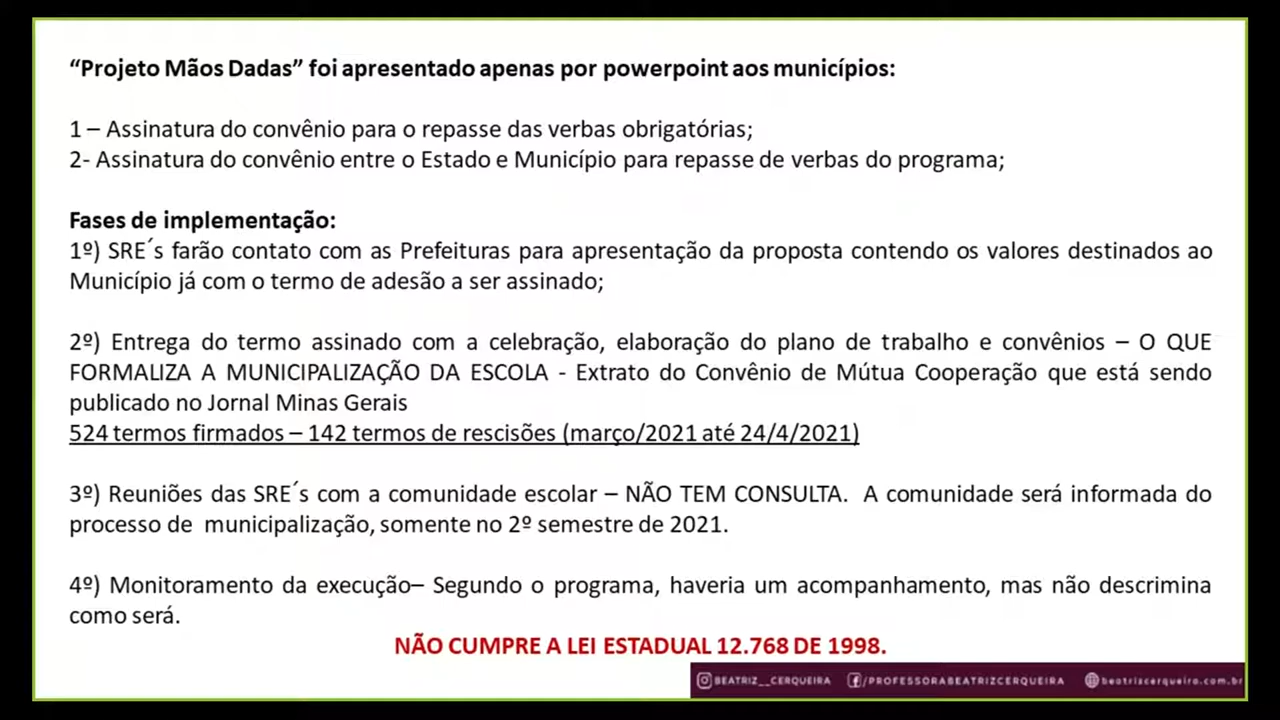 “Projeto Mãos Dadas” foi apresentado apenas por powerpoint aos municípios:
1 – Assinatura do convênio para o repasse das verbas obrigatórias;
2- Assinatura do convênio entre o Estado e Município para repasse de verbas do programa;
Fases de implementação:
1º) SRE´s farão contato com as Prefeituras para apresentação da proposta contendo os valores destinados ao
Município já com o termo de adesão a ser assinado;
2º) Entrega do termo assinado com a celebração, elaboração do plano de trabalho e convênios – O QUE
FORMALIZA A MUNICIPALIZAÇÃO DA ESCOLA - Extrato do Convênio de Mútua Cooperação que está sendo
publicado no Jornal Minas Gerais
524 termos firmados – 142 termos de rescisões (março/2021 até 24/4/2021)
3º) Reuniões das SRE´s com a comunidade escolar – NÃO TEM CONSULTA. A comunidade será informada do
processo de municipalização, somente no 2º semestre de 2021.
4º) Monitoramento da execução– Segundo o programa, haveria um acompanhamento, mas não descrimina
como será.
NÃO CUMPRE A LEI ESTADUAL 12.768 DE 1998.
BEATRIZ__CERQUEIRA /PROFESSORABEATRIZCERQUEIRA beatrizcerqueira.com.br